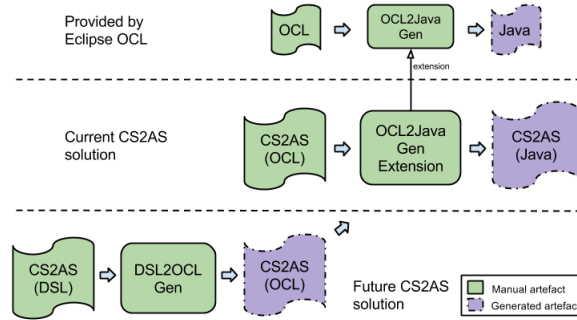 Provided by
Eclipse OCL
OCL
OCL2Java
Gen
Java
extension
Current CS2AS
solution
CS2AS
(OCL)
OCL2Java
Gen
Extension
CS2AS
(Java)
CS2AS
(DSL)
DSL2OCL
Gen
CS2AS
(OCL)
Future CS2AS
solution
Manual artefact
Generated artefact